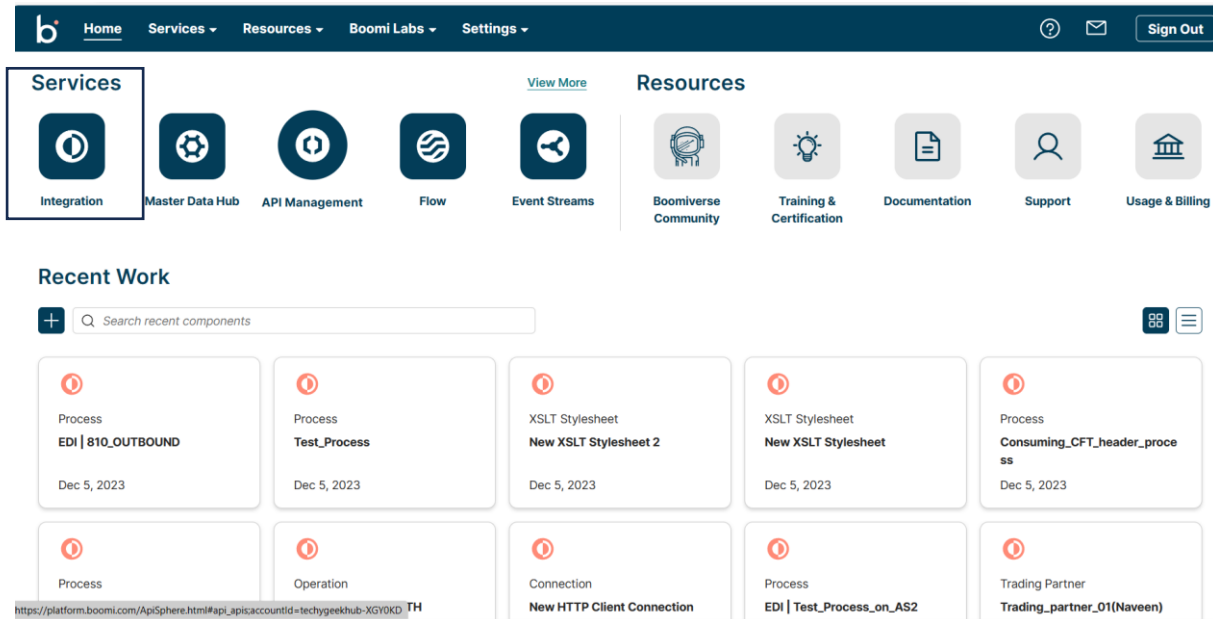 b Home Services Resources Boomi Labs Settings ? Sign Out
Services View More
Integration Master Data Hub API Management Flow Event Streams
Resources
Boomiverse
Community
Training &
Certification
Documentation Support Usage & Billing
Recent Work
Search recent components
Process
EDI | 810_OUTBOUND
Dec 5, 2023
Process
Test_Process
Dec 5, 2023
XSLT Stylesheet
New XSLT Stylesheet 2
Dec 5, 2023
XSLT Stylesheet
New XSLT Stylesheet
Dec 5, 2023
Process
Consuming_CFT_header_proce
ss
Dec 5, 2023
Process
Operation
TH
Connection
New HTTP Client Connection
Process
EDI | Test_Process_on_AS2
Trading Partner
Trading_partner_01(Naveen)
https://platform.boomi.com/ApiSphere.html#api_apis;accountId=techygeekhub-XGY0KD